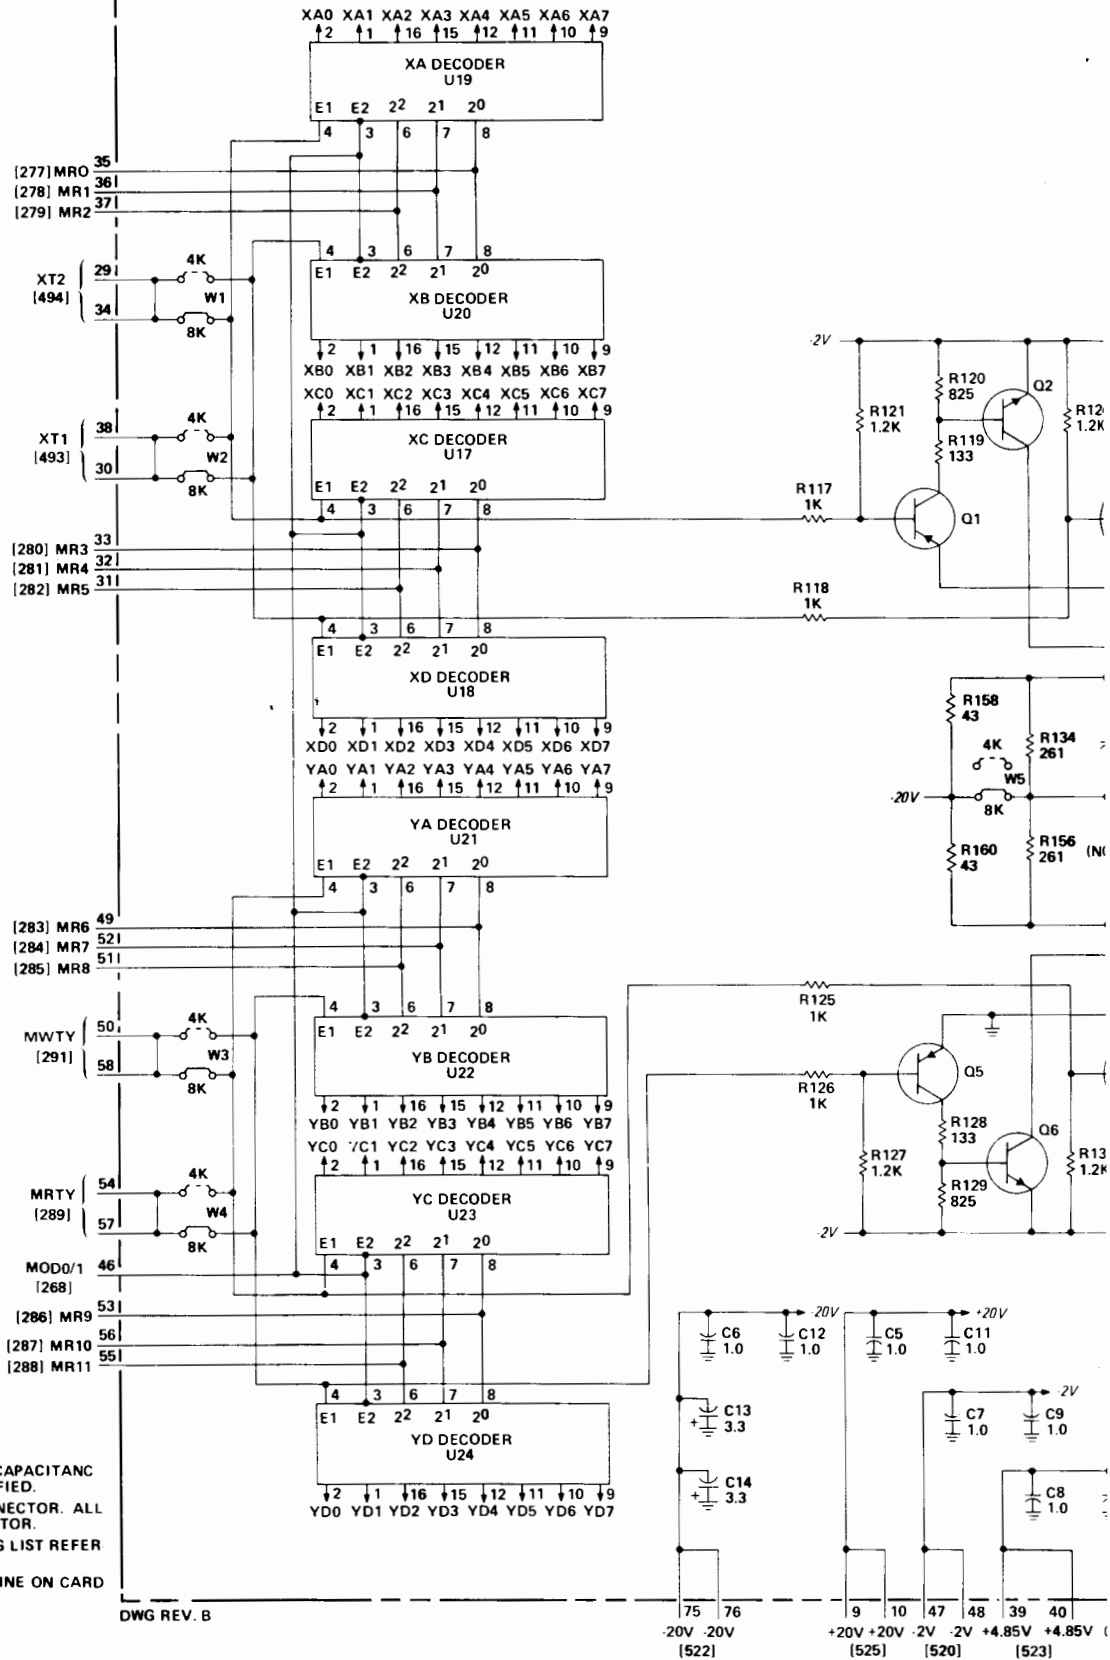 XA0 XA1 XA2 XA3 XA4 XA5 XA6 XA7
2 1 16 15 12 11 10 9
XA DECODER
U19
E1 E2 2² 2¹ 2⁰
4 3 6 7 8
[277] MR0 35
[278] MR1 36
[279] MR2 37
4 3 6 7 8
E1 E2 2² 2¹ 2⁰
XB DECODER
U20
XT2
[494]
29
34
4K
W1
8K
2 1 16 15 12 11 10 9
XB0 XB1 XB2 XB3 XB4 XB5 XB6 XB7
XC0 XC1 XC2 XC3 XC4 XC5 XC6 XC7
2 1 16 15 12 11 10 9
XC DECODER
U17
E1 E2 2² 2¹ 2⁰
4 3 6 7 8
XT1
[493]
38
30
4K
W2
8K
-2V
R121
1.2K
R120
825
R119
133
Q2
R12
1.2K
R117
1K
Q1
[280] MR3 33
[281] MR4 32
[282] MR5 31
R118
1K
4 3 6 7 8
E1 E2 2² 2¹ 2⁰
XD DECODER
U18
2 1 16 15 12 11 10 9
XD0 XD1 XD2 XD3 XD4 XD5 XD6 XD7
YA0 YA1 YA2 YA3 YA4 YA5 YA6 YA7
2 1 16 15 12 11 10 9
YA DECODER
U21
E1 E2 2² 2¹ 2⁰
4 3 6 7 8
R158
43
R134
261
4K
W5
8K
-20V
R160
43
R156
261
(N
[283] MR6 49
[284] MR7 52
[285] MR8 51
4 3 6 7 8
E1 E2 2² 2¹ 2⁰
YB DECODER
U22
MWTY
[291]
50
58
4K
W3
8K
2 1 16 15 12 11 10 9
YB0 YB1 YB2 YB3 YB4 YB5 YB6 YB7
YC0 YC1 YC2 YC3 YC4 YC5 YC6 YC7
2 1 16 15 12 11 10 9
YC DECODER
U23
E1 E2 2² 2¹ 2⁰
4 3 6 7 8
MRTY
[289]
54
57
4K
W4
8K
MOD0/1 46
[268]
R125
1K
R126
1K
Q5
R128
133
Q6
R127
1.2K
R129
825
R13
1.2K
-2V
[286] MR9 53
[287] MR10 56
[288] MR11 55
4 3 6 7 8
E1 E2 2² 2¹ 2⁰
YD DECODER
U24
2 1 16 15 12 11 10 9
YD0 YD1 YD2 YD3 YD4 YD5 YD6 YD7
-20V
C6
1.0
C12
1.0
C13
3.3
+
C14
3.3
+
+20V
C5
1.0
C11
1.0
-2V
C7
1.0
C9
1.0
C8
1.0
CAPACITANC
FIED.
NECTOR. ALL
TOR.
S LIST REFER
INE ON CARD
DWG REV. B
75 76 9 10 47 48 39 40
-20V -20V +20V +20V -2V -2V +4.85V +4.85V
[522] [525] [520] [523]